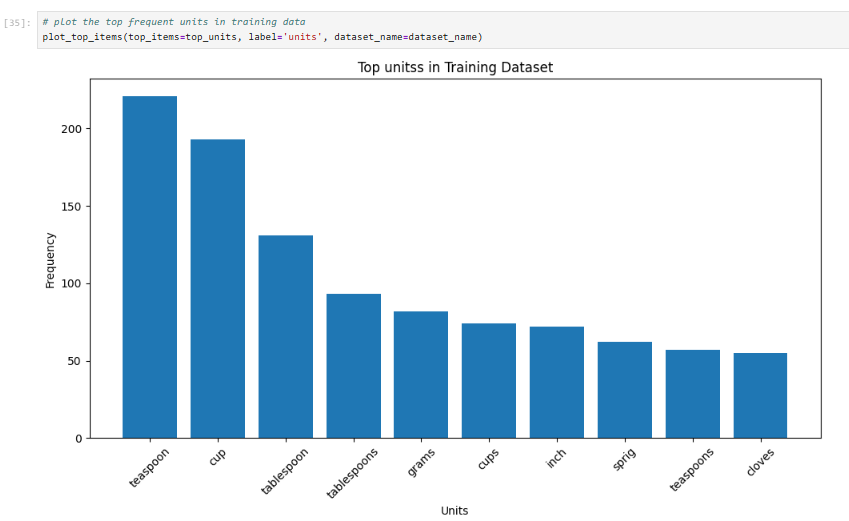 [35]:
# plot the top frequent units in training data
plot_top_items(top_items=top_units, label='units', dataset_name=dataset_name)
Top unitss in Training Dataset
200
150
100
50
0
Frequency
teaspoon
cup
tablespoon
tablespoons
grams
cups
inch
sprig
teaspoons
cloves
Units